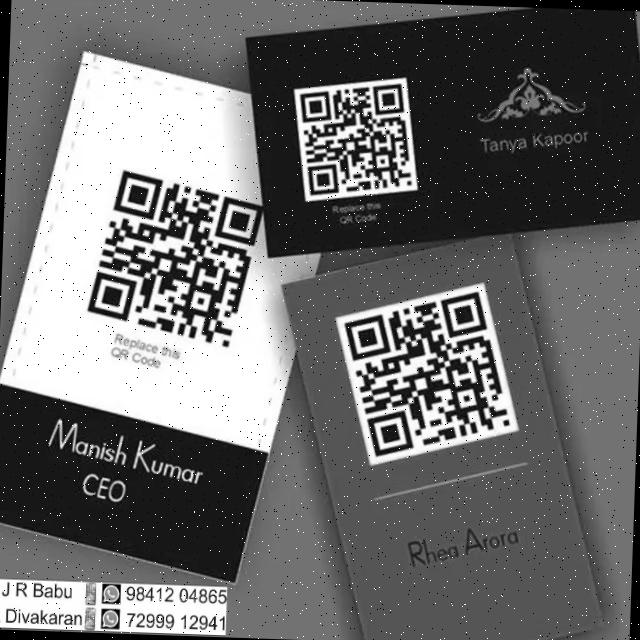 Tanya Kapoor
Replace this
QR Code
Replace this
QR Code
Manish Kumar
CEO
Rhea Arora
J R Babu 98412 04865
Divakaran 72999 12941